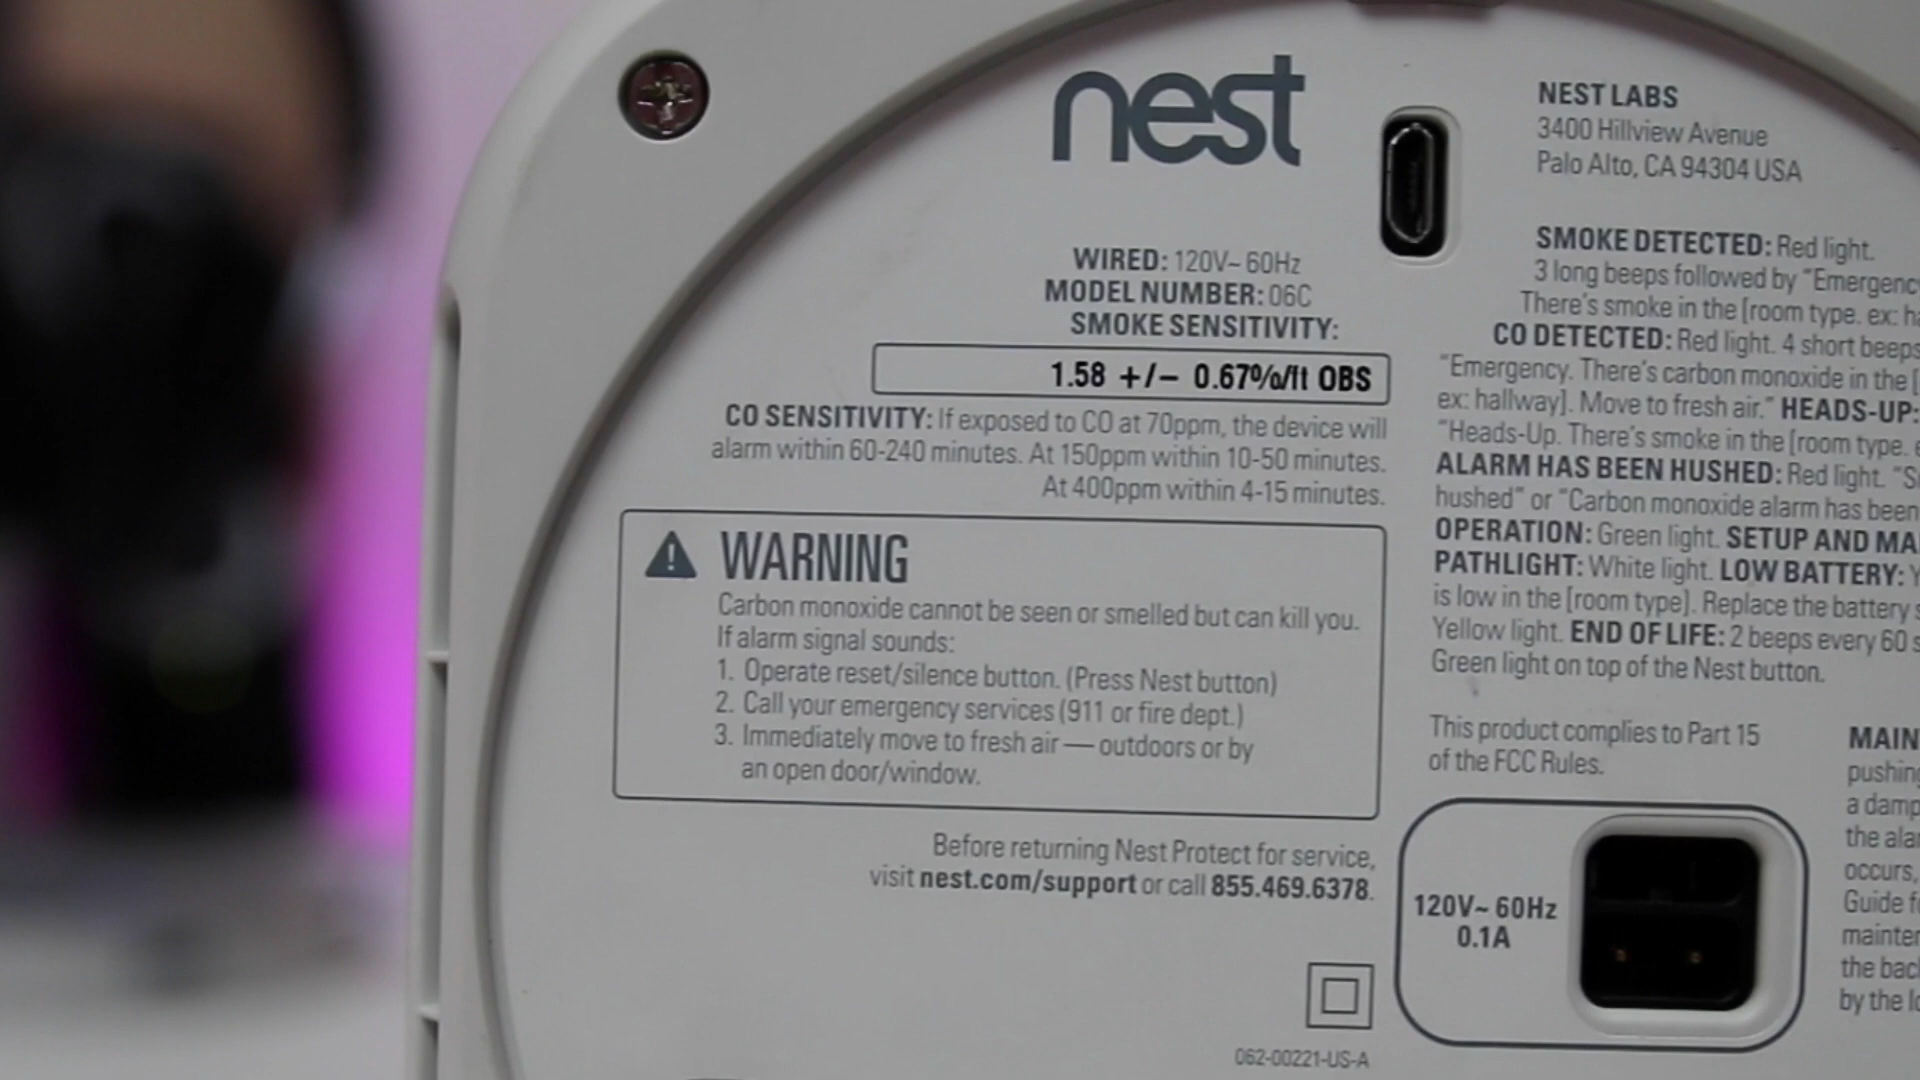 nest
WIRED: 120V~ 60Hz
MODEL NUMBER: 06C
SMOKE SENSITIVITY:
1.58 +/− 0.67%/ft OBS
CO SENSITIVITY: If exposed to CO at 70ppm, the device will
alarm within 60-240 minutes. At 150ppm within 10-50 minutes.
At 400ppm within 4-15 minutes.
WARNING
Carbon monoxide cannot be seen or smelled but can kill you.
If alarm signal sounds:
1. Operate reset/silence button. (Press Nest button)
2. Call your emergency services (911 or fire dept.)
3. Immediately move to fresh air — outdoors or by
an open door/window.
Before returning Nest Protect for service,
visit nest.com/support or call 855.469.6378.
062-00221-US-A
NEST LABS
3400 Hillview Avenue
Palo Alto, CA 94304 USA
SMOKE DETECTED: Red light.
3 long beeps followed by “Emergency
There's smoke in the [room type. ex: ha
CO DETECTED: Red light. 4 short beeps
“Emergency. There's carbon monoxide in the [
ex: hallway]. Move to fresh air.” HEADS-UP:
“Heads-Up. There's smoke in the [room type. e
ALARM HAS BEEN HUSHED: Red light. “S
hushed” or “Carbon monoxide alarm has been
OPERATION: Green light. SETUP AND MA
PATHLIGHT: White light. LOW BATTERY: Y
is low in the [room type]. Replace the battery s
Yellow light. END OF LIFE: 2 beeps every 60 s
Green light on top of the Nest button.
This product complies to Part 15
of the FCC Rules.
120V~ 60Hz
0.1A
MAIN
pushing
a damp
the alar
occurs,
Guide fo
mainten
the back
by the lo